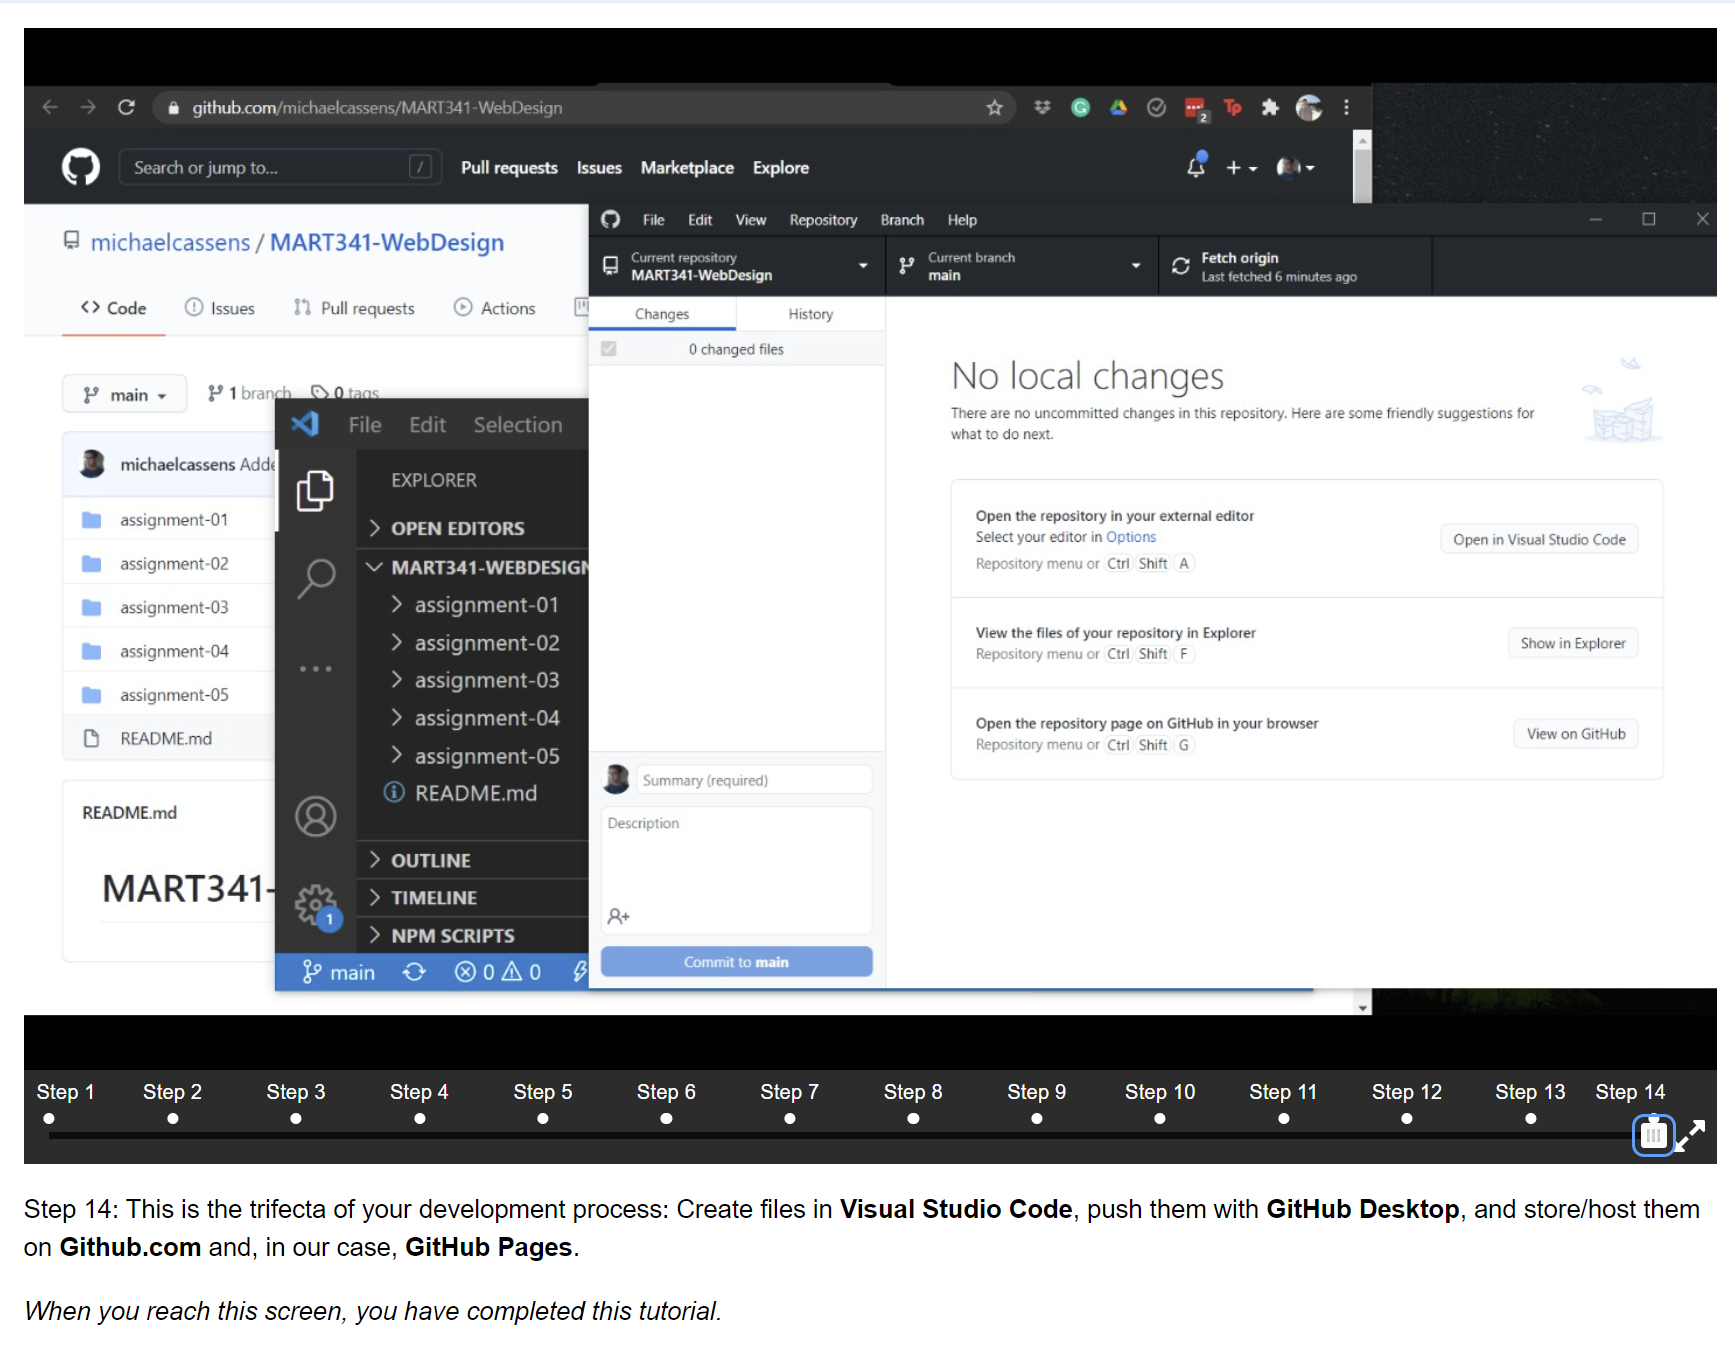 github.com/michaelcassens/MART341-WebDesign
2
Tp
Search or jump to...
/
Pull requests
Issues
Marketplace
Explore
michaelcassens / MART341-WebDesign
Code
Issues
Pull requests
Actions
main
1 branch
0 tags
michaelcassens Adde
assignment-01
assignment-02
assignment-03
assignment-04
assignment-05
README.md
README.md
MART341-
File
Edit
Selection
EXPLORER
OPEN EDITORS
MART341-WEBDESIGN
assignment-01
assignment-02
assignment-03
assignment-04
assignment-05
README.md
OUTLINE
TIMELINE
NPM SCRIPTS
1
main
0
0
File
Edit
View
Repository
Branch
Help
Current repository
MART341-WebDesign
Current branch
main
Fetch origin
Last fetched 6 minutes ago
Changes
History
0 changed files
No local changes
There are no uncommitted changes in this repository. Here are some friendly suggestions for
what to do next.
Open the repository in your external editor
Select your editor in Options
Repository menu or Ctrl Shift A
Open in Visual Studio Code
View the files of your repository in Explorer
Repository menu or Ctrl Shift F
Show in Explorer
Open the repository page on GitHub in your browser
Repository menu or Ctrl Shift G
View on GitHub
Summary (required)
Description
Commit to main
Step 1
Step 2
Step 3
Step 4
Step 5
Step 6
Step 7
Step 8
Step 9
Step 10
Step 11
Step 12
Step 13
Step 14
Step 14: This is the trifecta of your development process: Create files in Visual Studio Code, push them with GitHub Desktop, and store/host them
on Github.com and, in our case, GitHub Pages.
When you reach this screen, you have completed this tutorial.